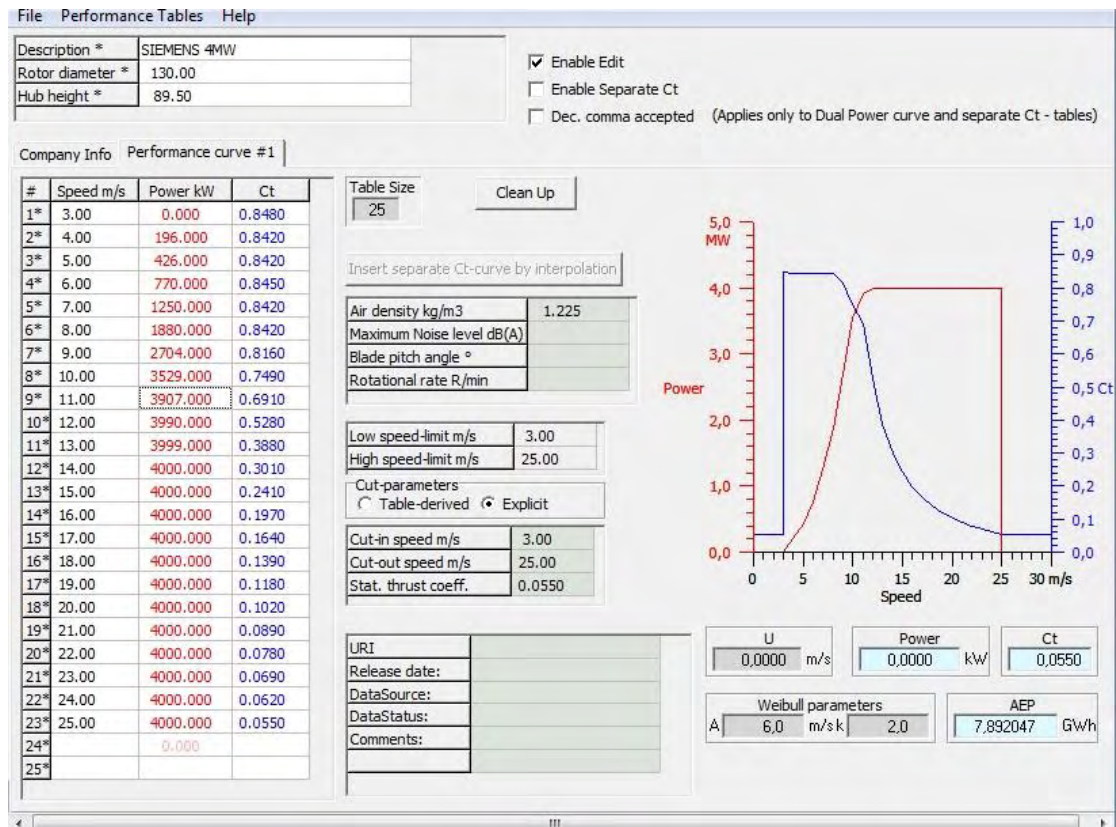 File Performance Tables Help
Description * SIEMENS 4MW
Rotor diameter * 130.00
Hub height * 89.50
Enable Edit
Enable Separate Ct
Dec. comma accepted (Applies only to Dual Power curve and separate Ct - tables)
Company Info Performance curve #1
# Speed m/s Power kW Ct
1* 3.00 0.000 0.8480
2* 4.00 196.000 0.8420
3* 5.00 426.000 0.8420
4* 6.00 770.000 0.8450
5* 7.00 1250.000 0.8420
6* 8.00 1880.000 0.8420
7* 9.00 2704.000 0.8160
8* 10.00 3529.000 0.7490
9* 11.00 3907.000 0.6910
10* 12.00 3990.000 0.5280
11* 13.00 3999.000 0.3880
12* 14.00 4000.000 0.3010
13* 15.00 4000.000 0.2410
14* 16.00 4000.000 0.1970
15* 17.00 4000.000 0.1640
16* 18.00 4000.000 0.1390
17* 19.00 4000.000 0.1180
18* 20.00 4000.000 0.1020
19* 21.00 4000.000 0.0890
20* 22.00 4000.000 0.0780
21* 23.00 4000.000 0.0690
22* 24.00 4000.000 0.0620
23* 25.00 4000.000 0.0550
24* 0.000
25*
Table Size
25
Clean Up
Insert separate Ct-curve by interpolation
Air density kg/m3 1.225
Maximum Noise level dB(A)
Blade pitch angle °
Rotational rate R/min
Low speed-limit m/s 3.00
High speed-limit m/s 25.00
Cut-parameters
Table-derived Explicit
Cut-in speed m/s 3.00
Cut-out speed m/s 25.00
Stat. thrust coeff. 0.0550
URI
Release date:
DataSource:
DataStatus:
Comments:
5,0
MW
4,0
3,0
Power
2,0
1,0
0,0
1,0
0,9
0,8
0,7
0,6
0,5 Ct
0,4
0,3
0,2
0,1
0,0
0 5 10 15 20 25 30 m/s
Speed
U Power Ct
0,0000 m/s 0,0000 kW 0,0550
Weibull parameters AEP
A 6,0 m/s k 2,0 7,892047 GWh